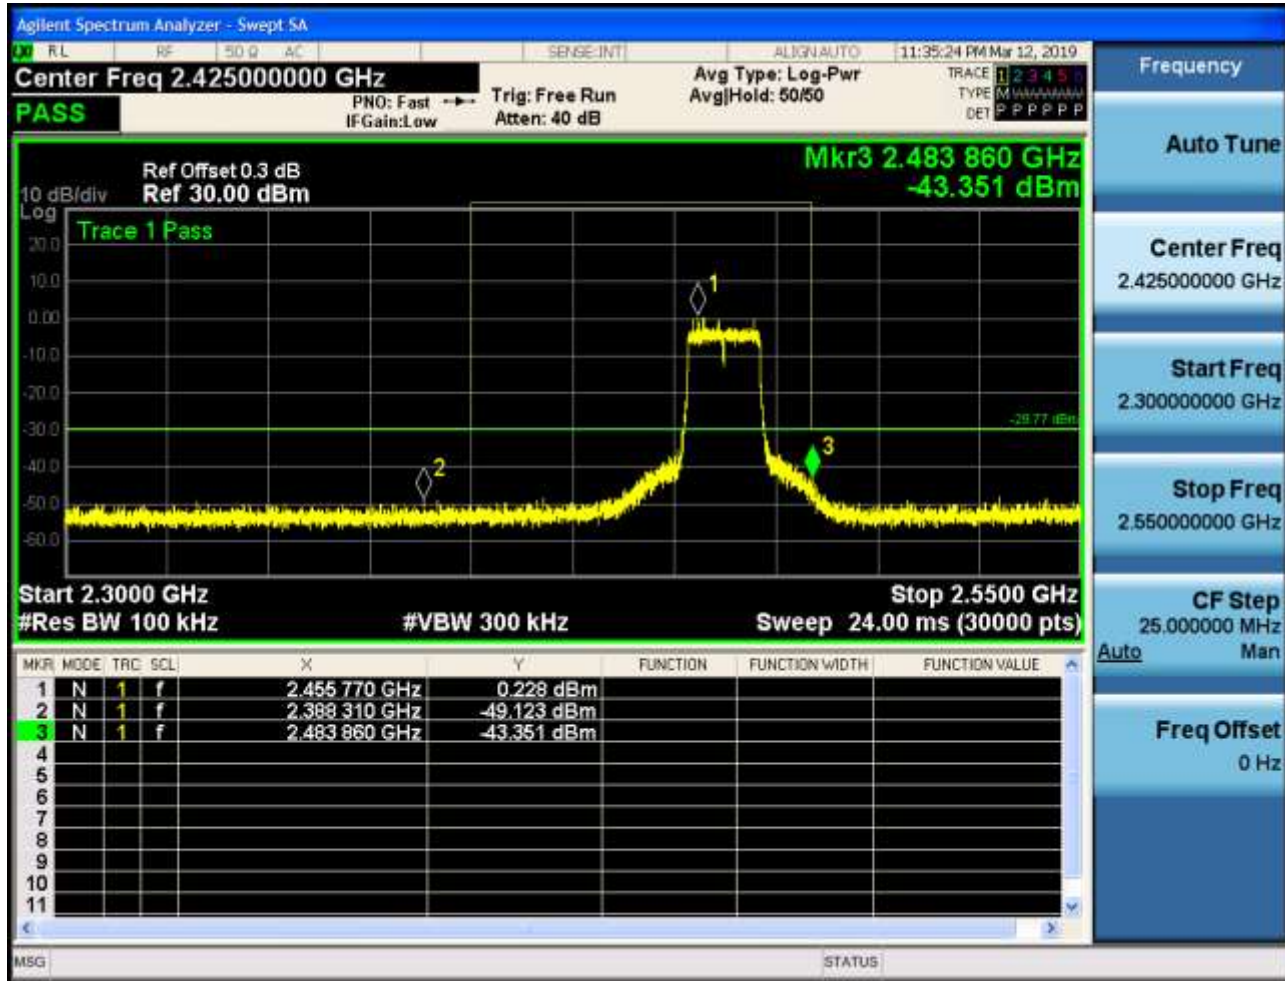 Agilent Spectrum Analyzer - Swept SA
LXI RL RF 50 Ω AC SENSE:INT ALIGNAUTO 11:35:24 PM Mar 12, 2019
Center Freq 2.425000000 GHz
PASS
PNO: Fast
IFGain:Low
Trig: Free Run
Atten: 40 dB
Avg Type: Log-Pwr
Avg|Hold: 50/50
TRACE 1 2 3 4 5 6
TYPE M
DET P P P P P P
Mkr3 2.483 860 GHz
-43.351 dBm
Ref Offset 0.3 dB
10 dB/div Ref 30.00 dBm
Log
Trace 1 Pass
20.0
10.0
0.00
-10.0
-20.0
-30.0
-40.0
-50.0
-60.0
1
2
3
-29.77 dBm
Start 2.3000 GHz Stop 2.5500 GHz
#Res BW 100 kHz #VBW 300 kHz Sweep 24.00 ms (30000 pts)
MKR MODE TRC SCL X Y FUNCTION FUNCTION WIDTH FUNCTION VALUE
1 N 1 f 2.455 770 GHz 0.228 dBm
2 N 1 f 2.388 310 GHz -49.123 dBm
3 N 1 f 2.483 860 GHz -43.351 dBm
4
5
6
7
8
9
10
11
MSG STATUS
Frequency
Auto Tune
Center Freq
2.425000000 GHz
Start Freq
2.300000000 GHz
Stop Freq
2.550000000 GHz
CF Step
25.000000 MHz
Auto Man
Freq Offset
0 Hz